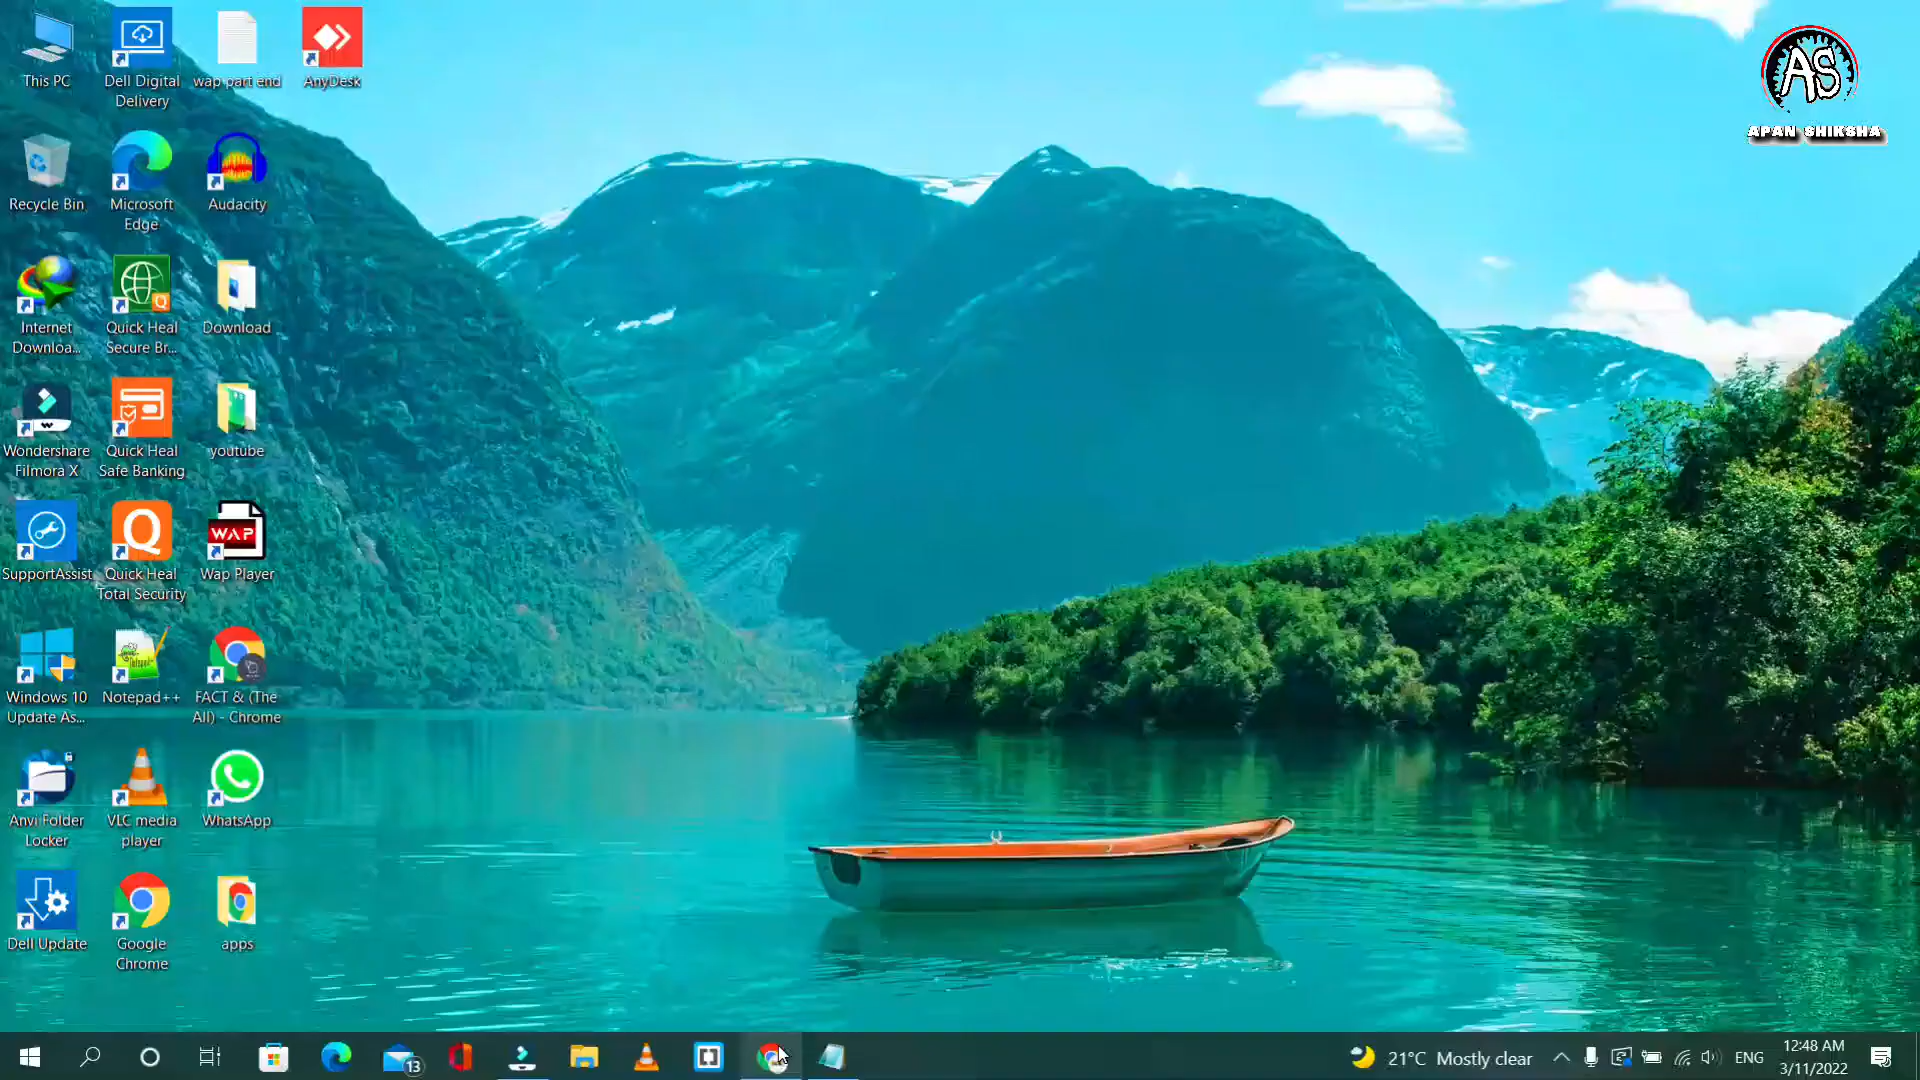 This PC
Dell Digital
Delivery
wap part end
AnyDesk
AS
APAN SHIKSHA
Recycle Bin
Microsoft
Edge
Audacity
Internet
Downloa...
Quick Heal
Secure Br...
Download
Wondershare
Filmora X
Quick Heal
Safe Banking
youtube
SupportAssist
Quick Heal
Total Security
WAP
Wap Player
Windows 10
Update As...
Notepad++
FACT & (The
All) - Chrome
Anvi Folder
Locker
VLC media
player
WhatsApp
Dell Update
Google
Chrome
apps
13
21°C Mostly clear
ENG
12:48 AM
3/11/2022